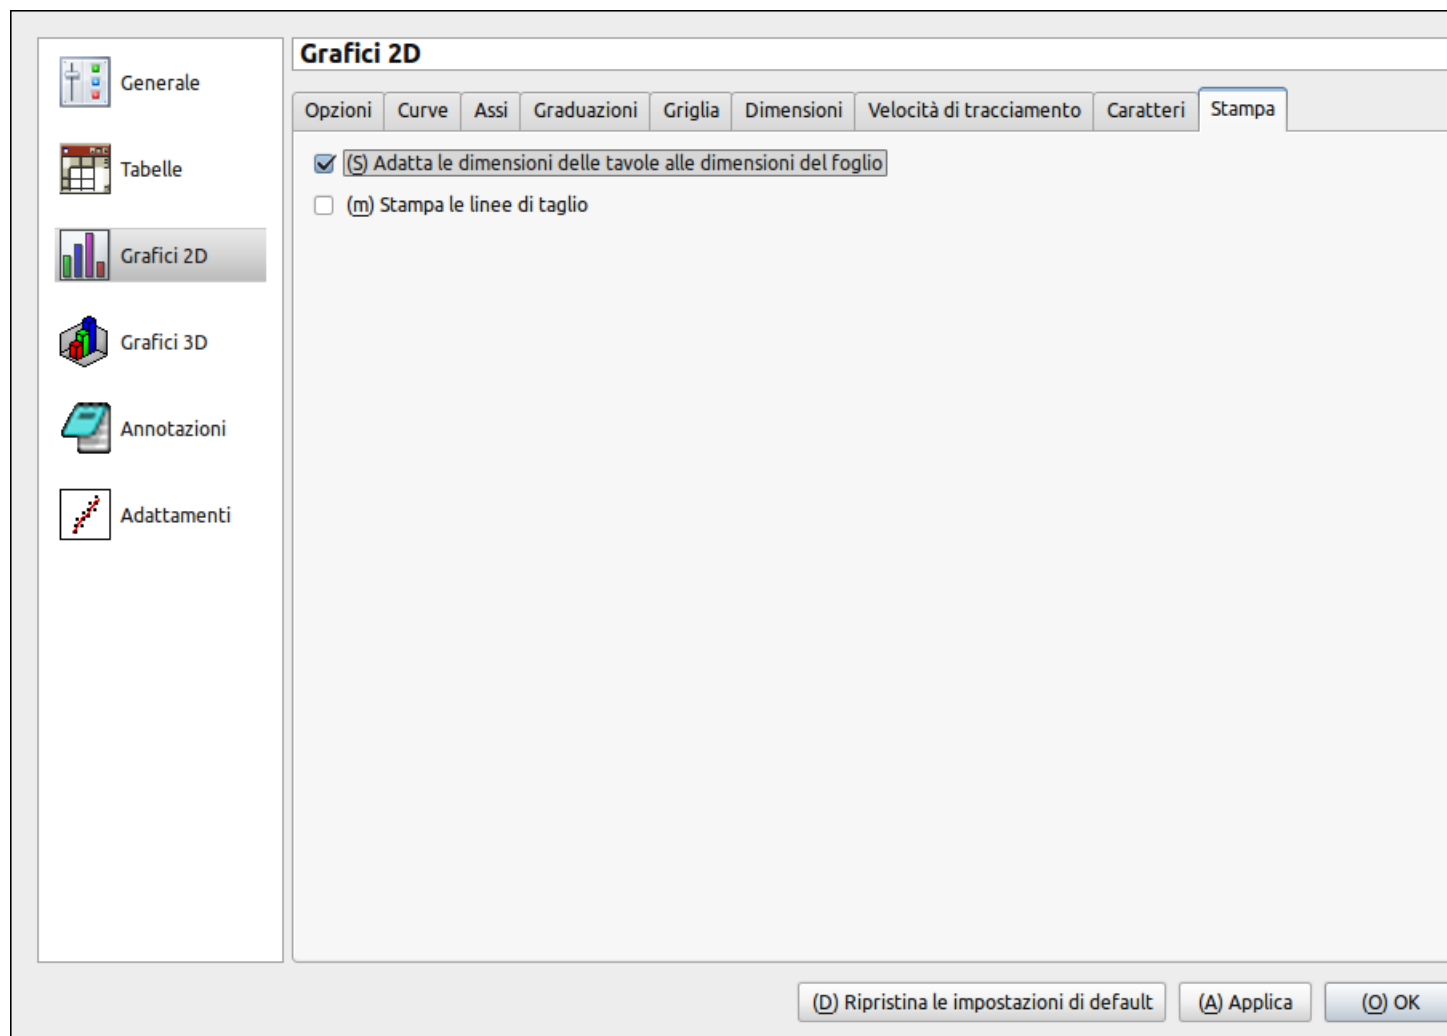 Grafici 2D
Generale
Tabelle
Grafici 2D
Grafici 3D
Annotazioni
Adattamenti
Opzioni Curve Assi Graduazioni Griglia Dimensioni Velocità di tracciamento Caratteri Stampa
(S) Adatta le dimensioni delle tavole alle dimensioni del foglio
(m) Stampa le linee di taglio
(D) Ripristina le impostazioni di default (A) Applica (O) OK